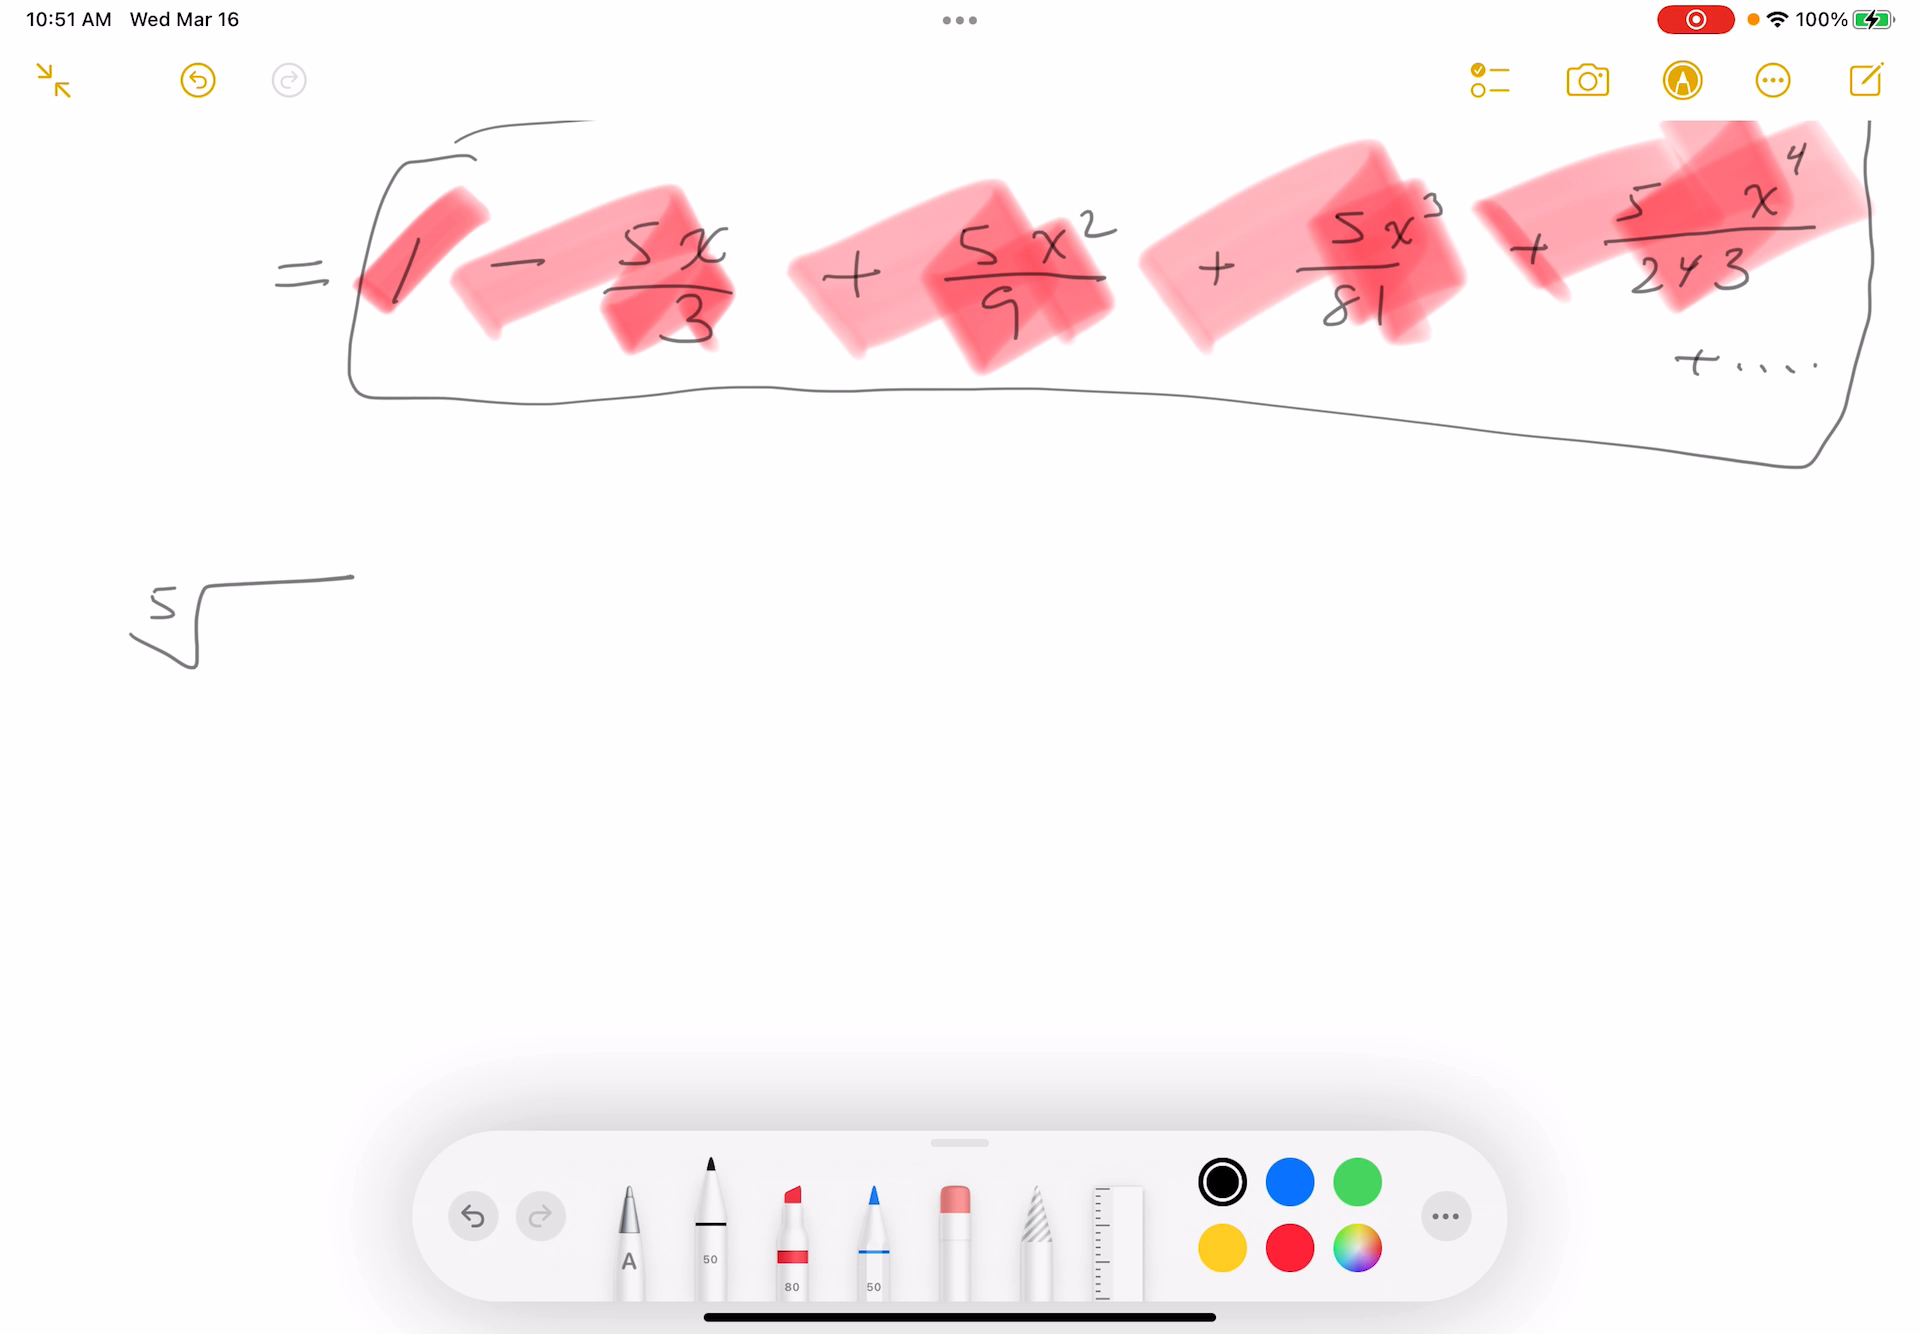 10:51 AM Wed Mar 16 100%
= 1 - 5x/3 + 5x²/9 + 5x³/81 + 5x⁴/243
+ ....
⁵√
A 50 80 50